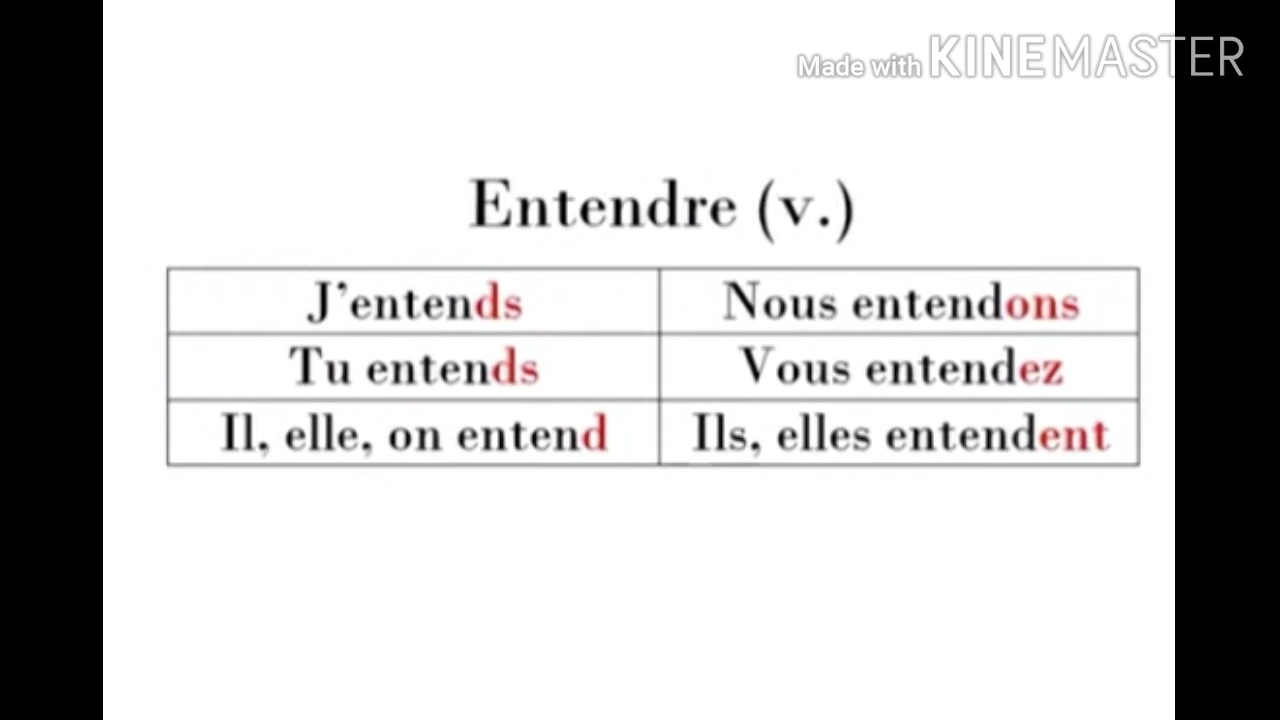 Made with KINEMASTER
Entendre (v.)
J'entends Nous entendons
Tu entends Vous entendez
Il, elle, on entend Ils, elles entendent